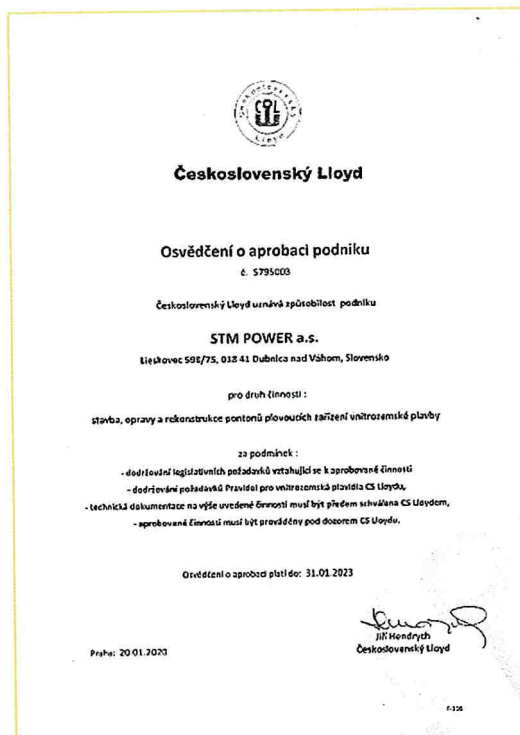 Československý
CSL
Lloyd
Československý Lloyd
Osvědčení o aprobaci podniku
č. S795003
Československý Lloyd uznává způsobilost podniku
STM POWER a.s.
Lieskovec 598/75, 018 41 Dubnica nad Váhom, Slovensko
pro druh činnosti :
stavba, opravy a rekonstrukce pontonů plovoucích zařízení vnitrozemské plavby
za podmínek :
- dodržování legislativních požadavků vztahující se k aprobované činnosti
- dodržování požadavků Pravidel pro vnitrozemská plavidla CS Lloydu,
- technická dokumentace na výše uvedené činnosti musí být předem schválena CS Lloydem,
- aprobované činnosti musí být prováděny pod dozorem CS Lloydu.
Osvědčení o aprobaci platí do: 31.01.2023
Jiří Hendrych
Praha: 20.01.2020
Československý Lloyd